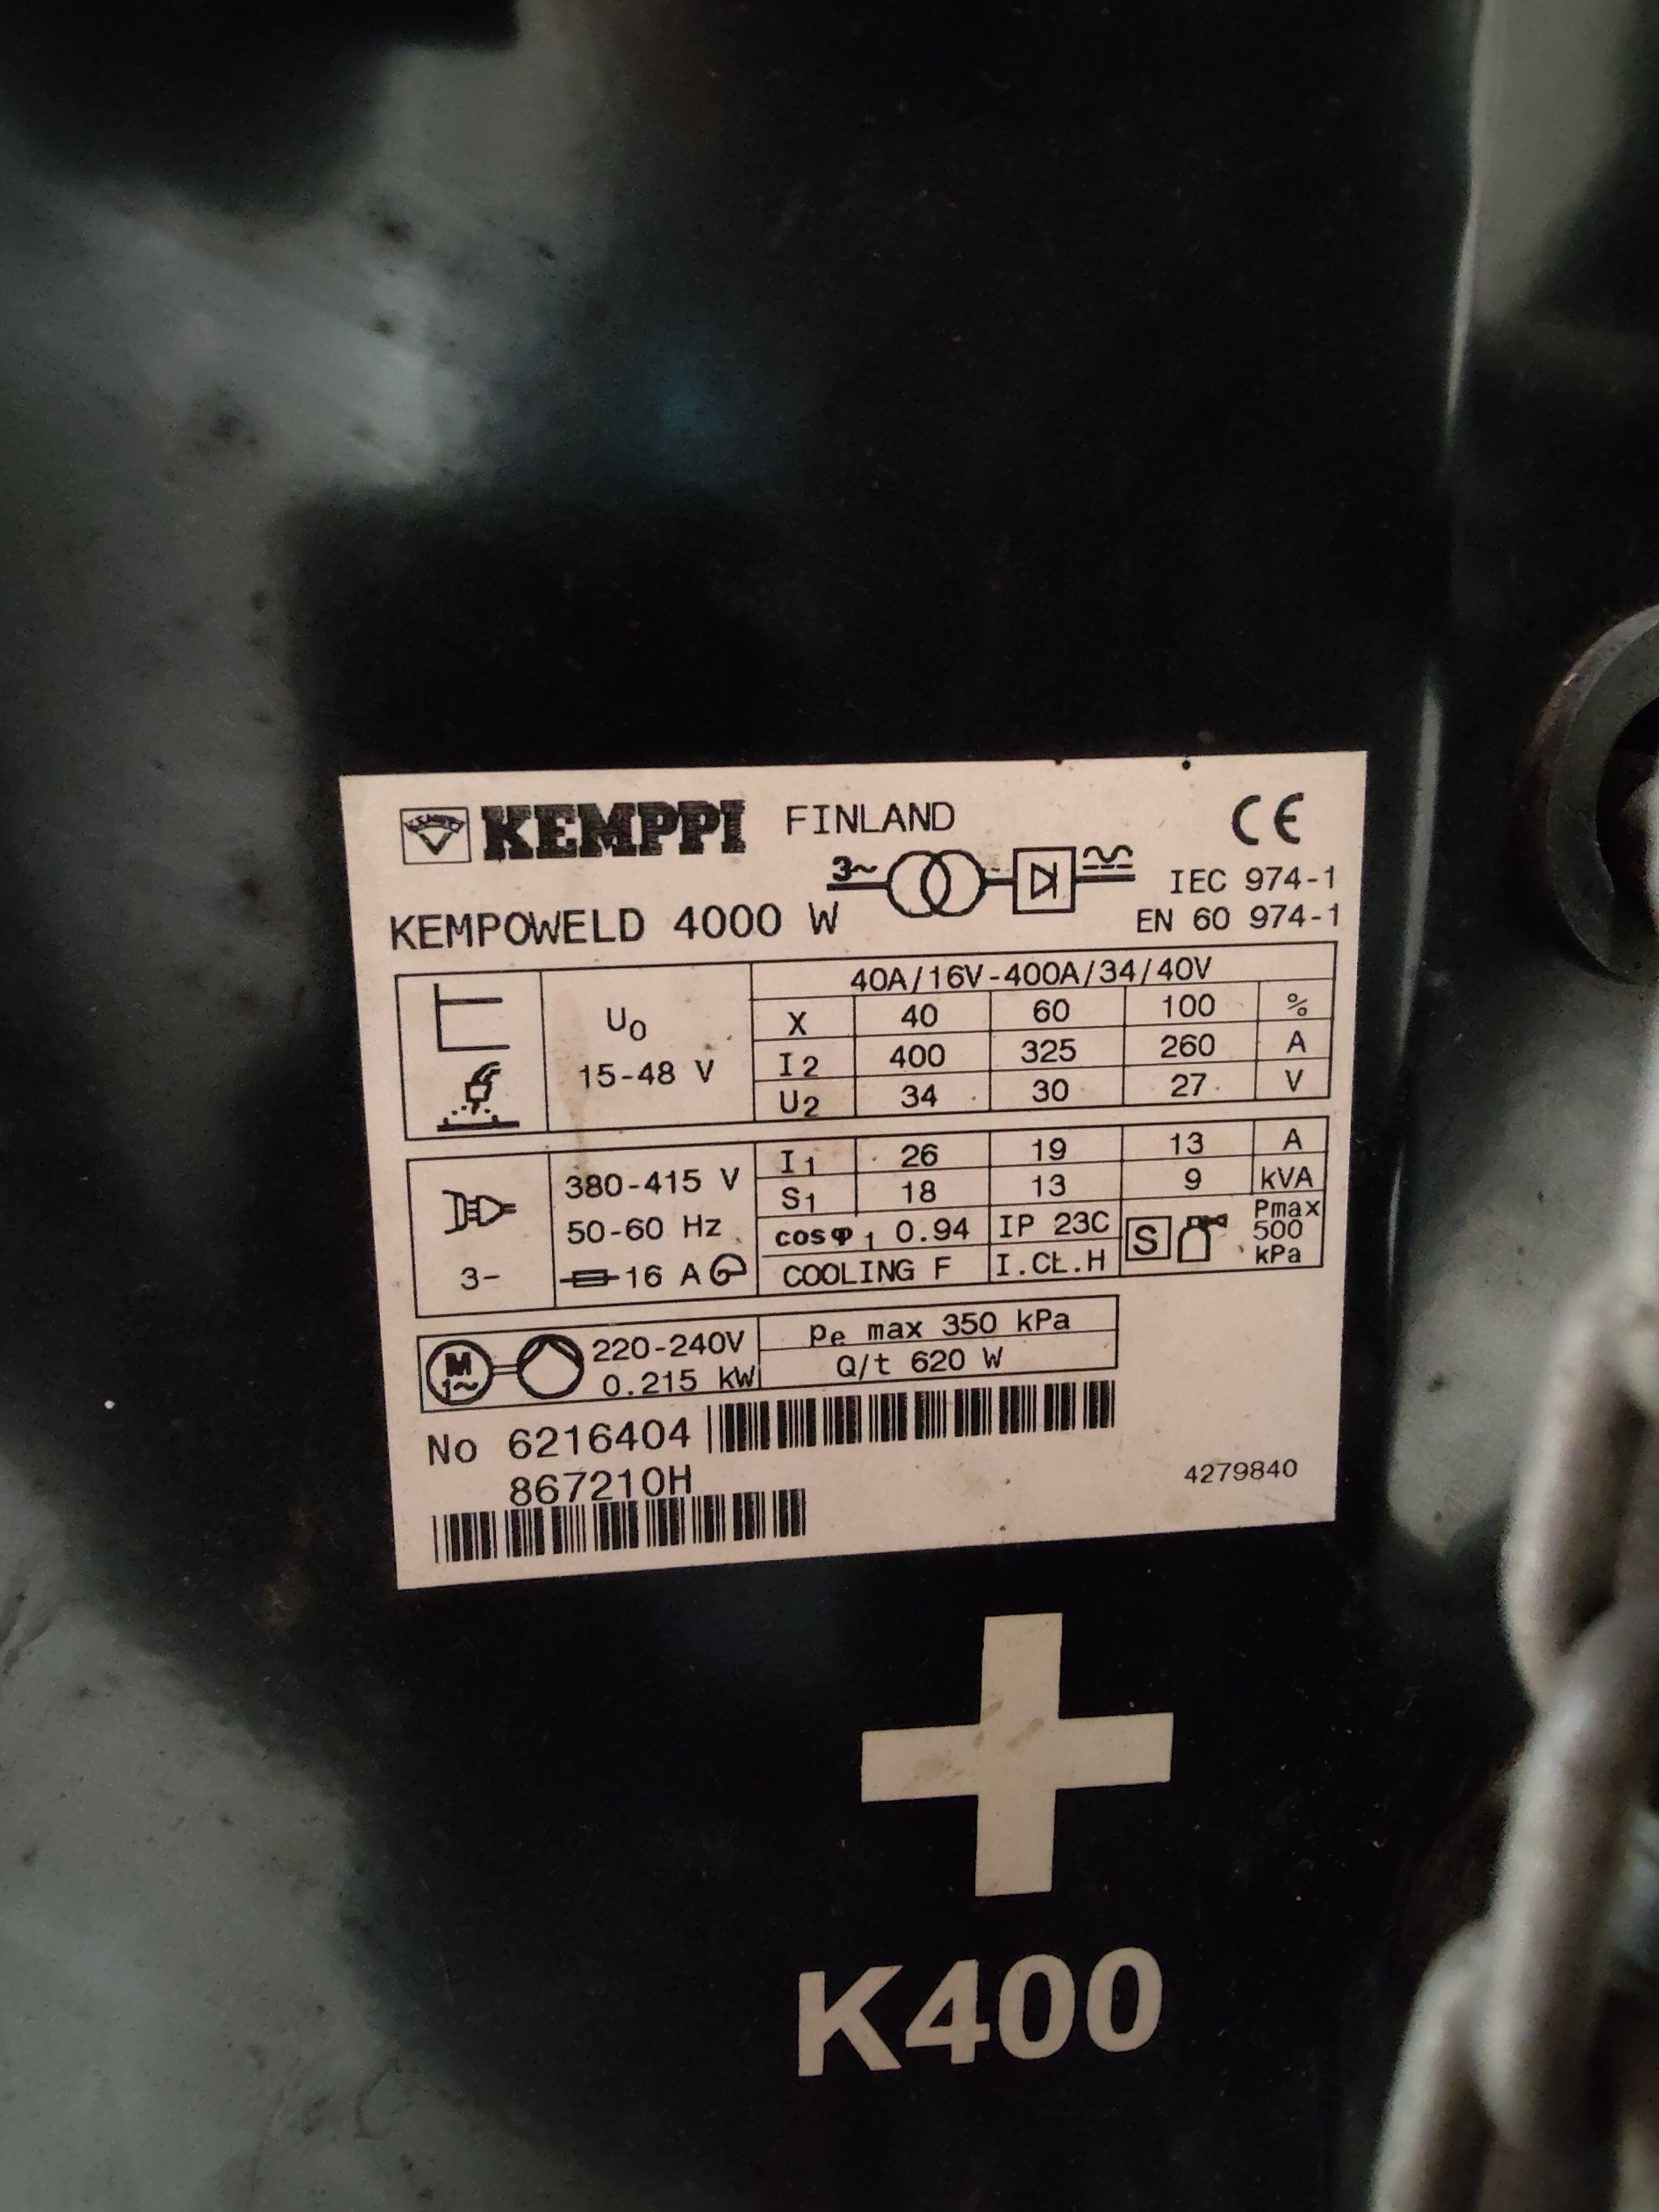 KEMPPI FINLAND CE
3~ IEC 974-1
KEMPOWELD 4000 W EN 60 974-1
40A/16V-400A/34/40V
U0 X 40 60 100 %
15-48 V I2 400 325 260 A
U2 34 30 27 V
380-415 V I1 26 19 13 A
S1 18 13 9 kVA
50-60 Hz cosφ1 0.94 IP 23C S Pmax 500 kPa
3~ 16 A COOLING F I.CL.H
M 1~ 220-240V pe max 350 kPa
0.215 kW Q/t 620 W
No 6216404
867210H 4279840
K400